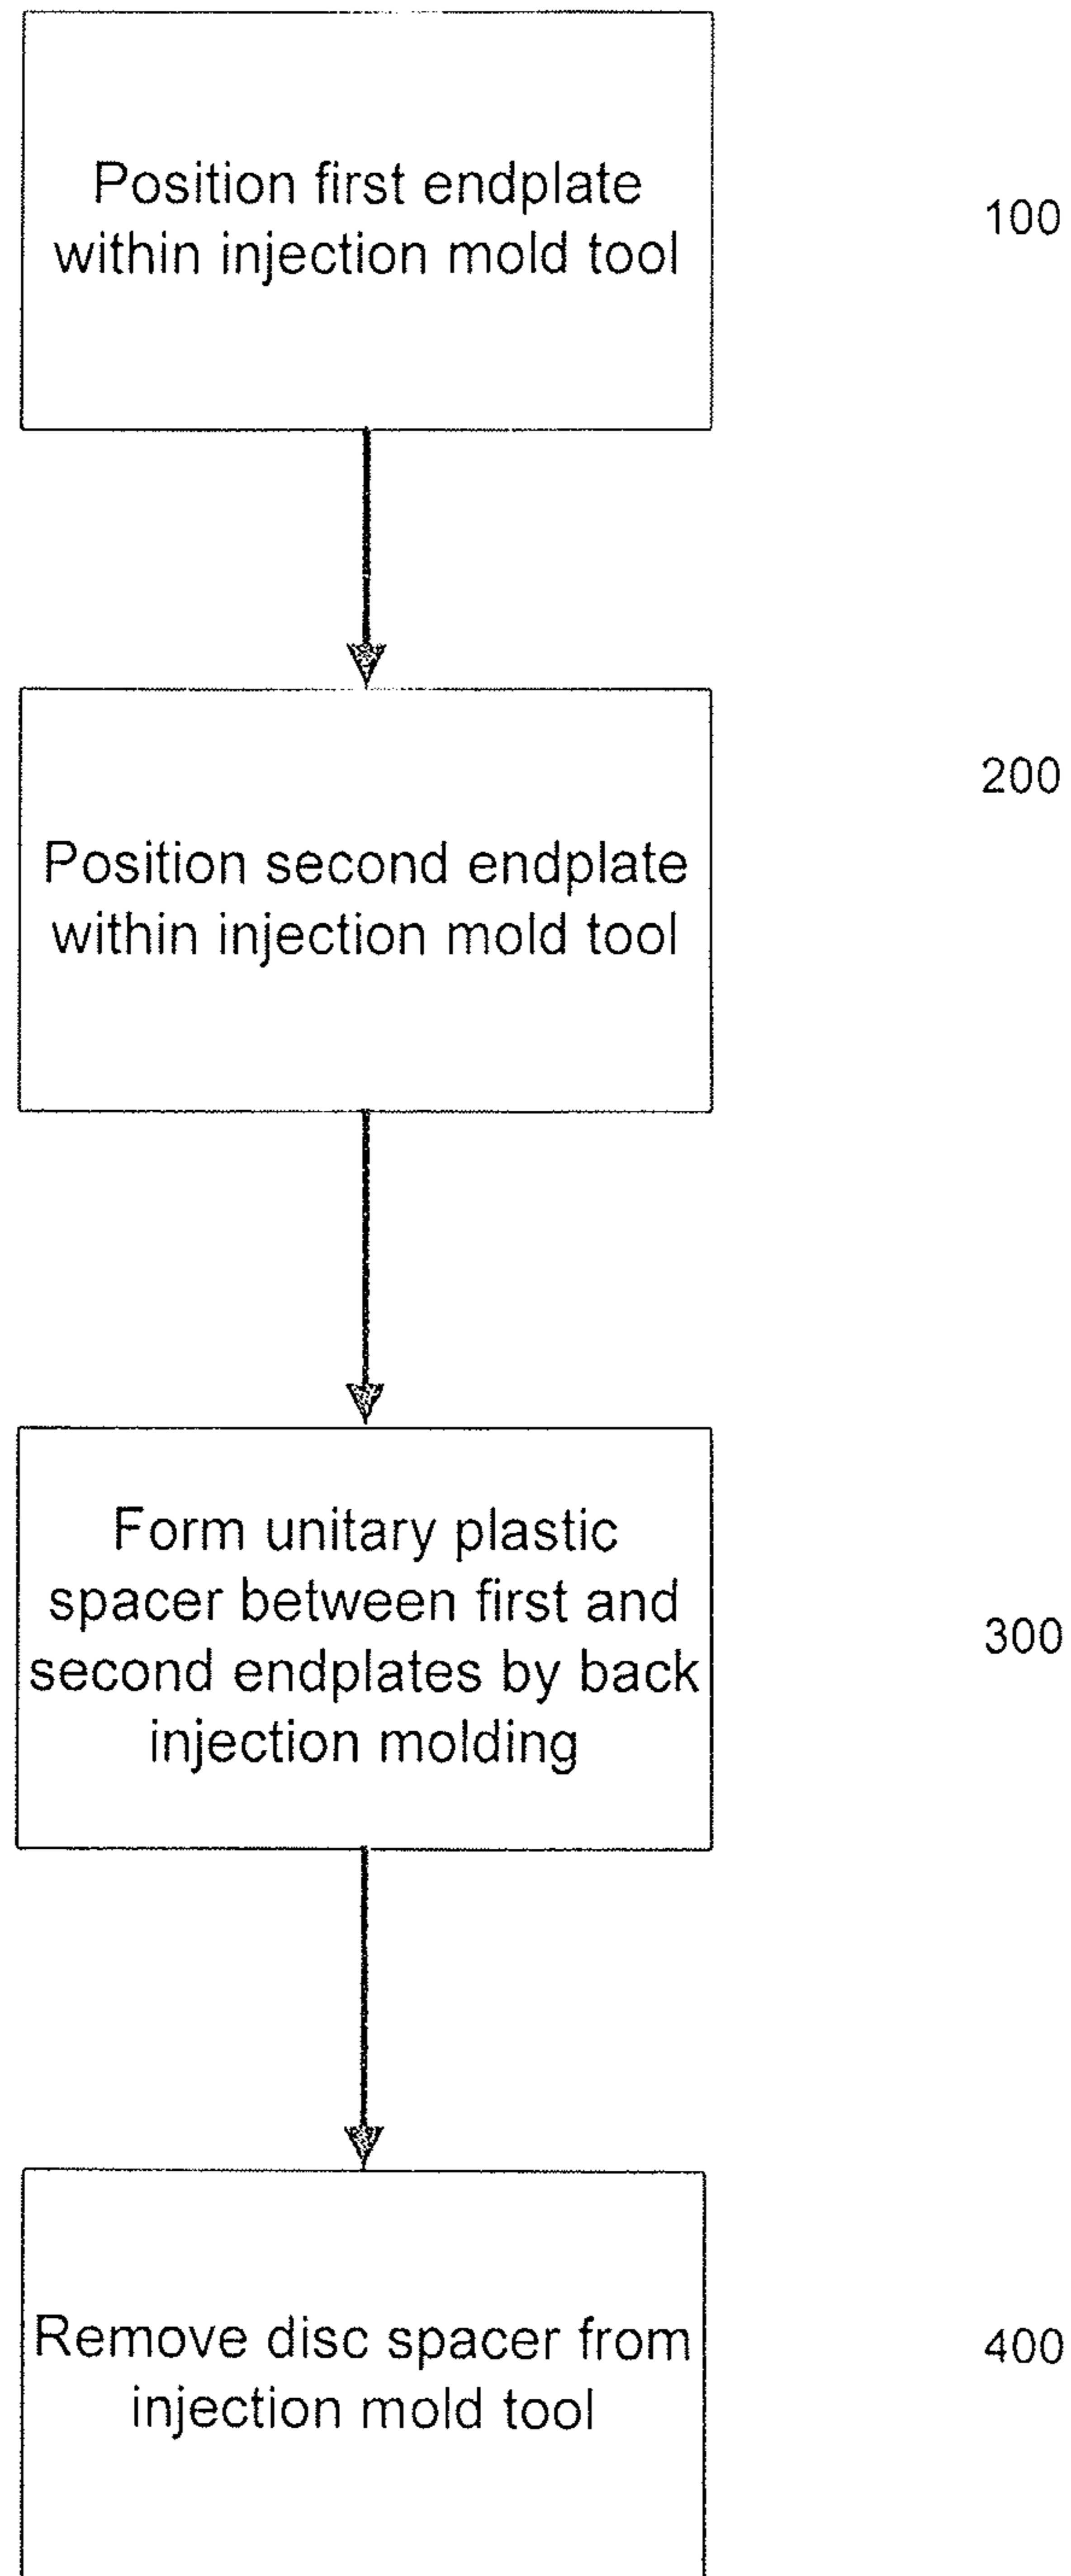 Position first endplate
within injection mold tool
100
Position second endplate
within injection mold tool
200
Form unitary plastic
spacer between first and
second endplates by back
injection molding
300
Remove disc spacer from
injection mold tool
400